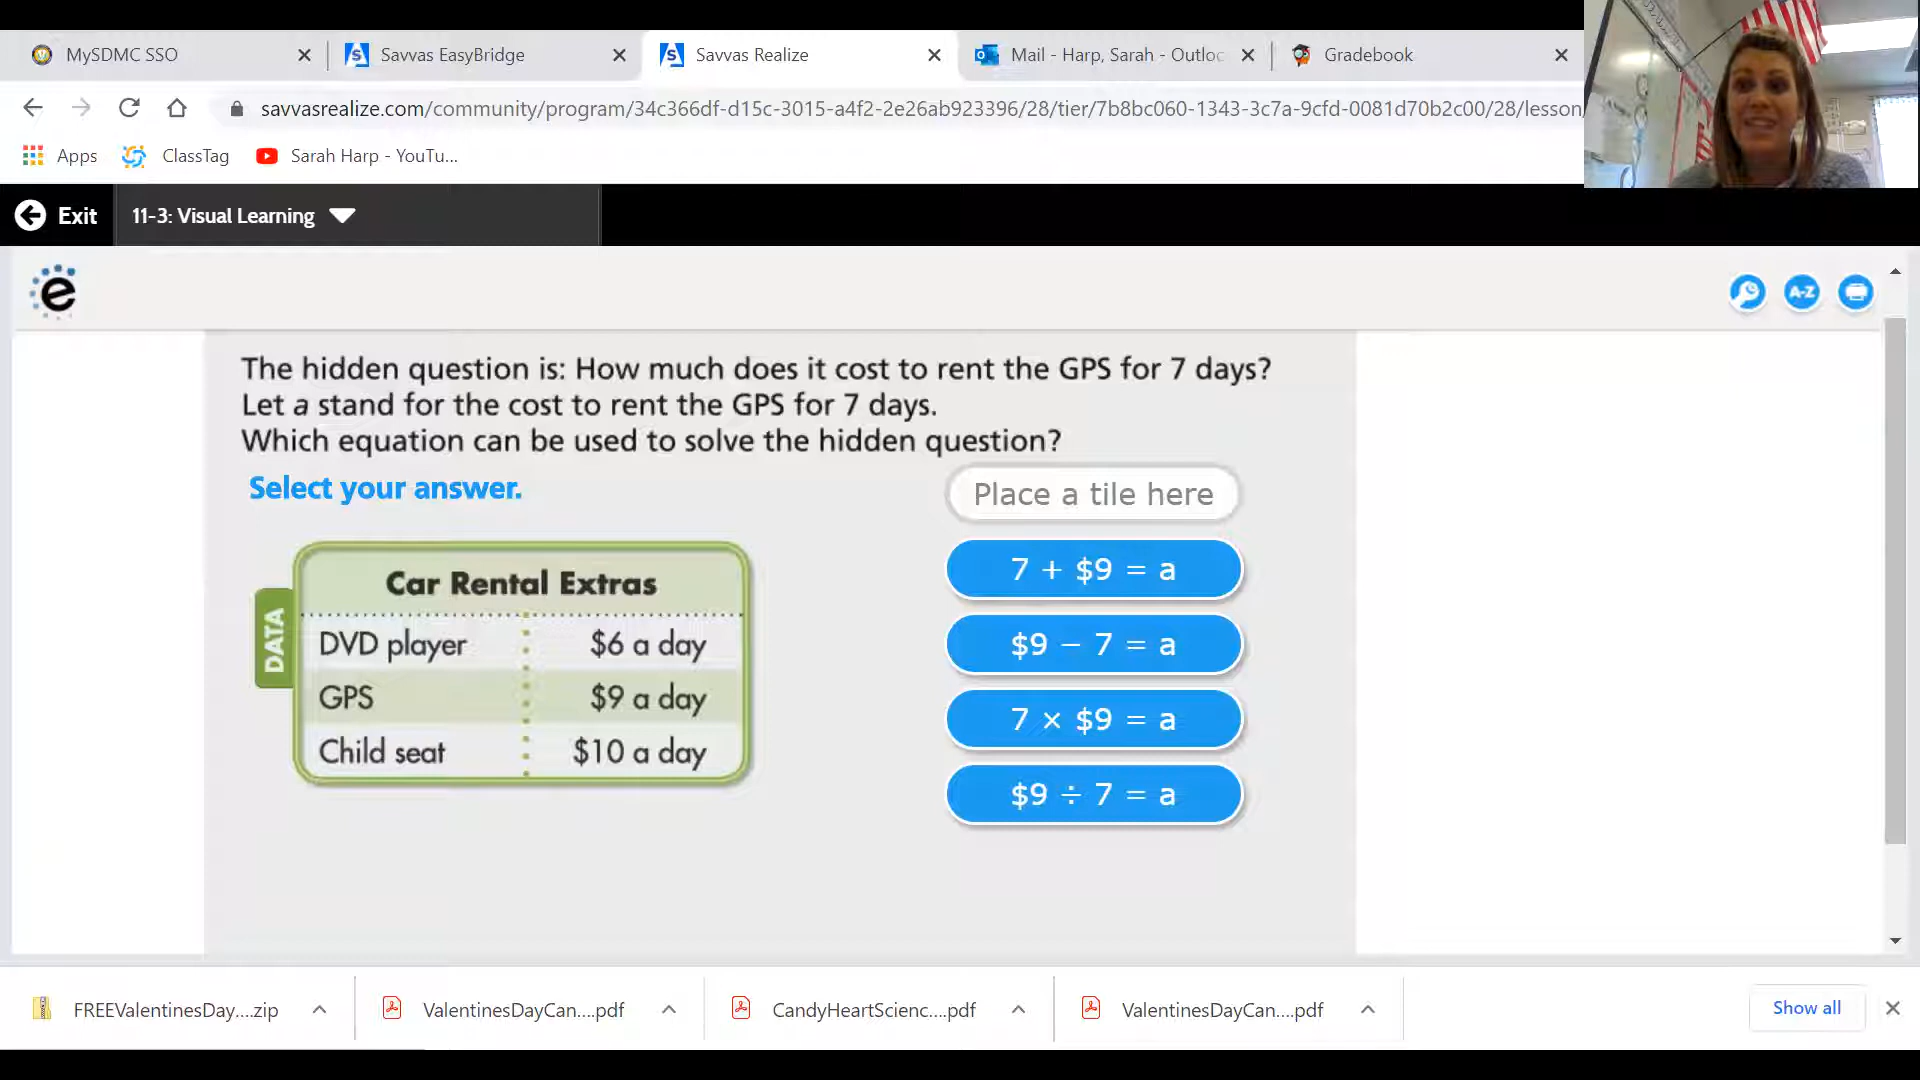 MySDMC SSO
Savvas EasyBridge
Savvas Realize
Mail - Harp, Sarah - Outloc
Gradebook
savvasrealize.com/community/program/34c366df-d15c-3015-a4f2-2e26ab923396/28/tier/7b8bc060-1343-3c7a-9cfd-0081d70b2c00/28/lesson
Apps
ClassTag
Sarah Harp - YouTu...
Exit
11-3: Visual Learning
e
A-Z
The hidden question is: How much does it cost to rent the GPS for 7 days?
Let a stand for the cost to rent the GPS for 7 days.
Which equation can be used to solve the hidden question?
Select your answer.
Place a tile here
7 + $9 = a
$9 − 7 = a
7 × $9 = a
$9 ÷ 7 = a
DATA
Car Rental Extras
DVD player $6 a day
GPS $9 a day
Child seat $10 a day
FREEValentinesDay....zip
ValentinesDayCan....pdf
CandyHeartScienc....pdf
ValentinesDayCan....pdf
Show all